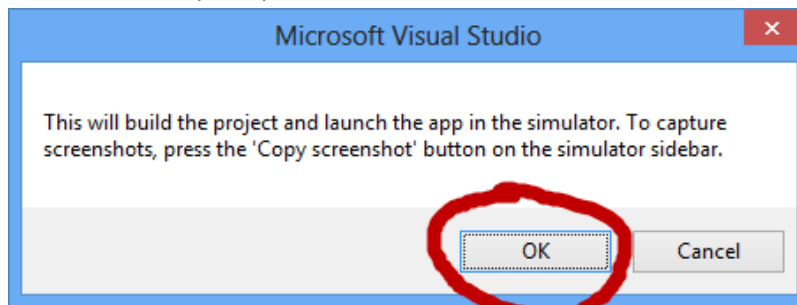 Microsoft Visual Studio
This will build the project and launch the app in the simulator. To capture
screenshots, press the 'Copy screenshot' button on the simulator sidebar.
OK
Cancel